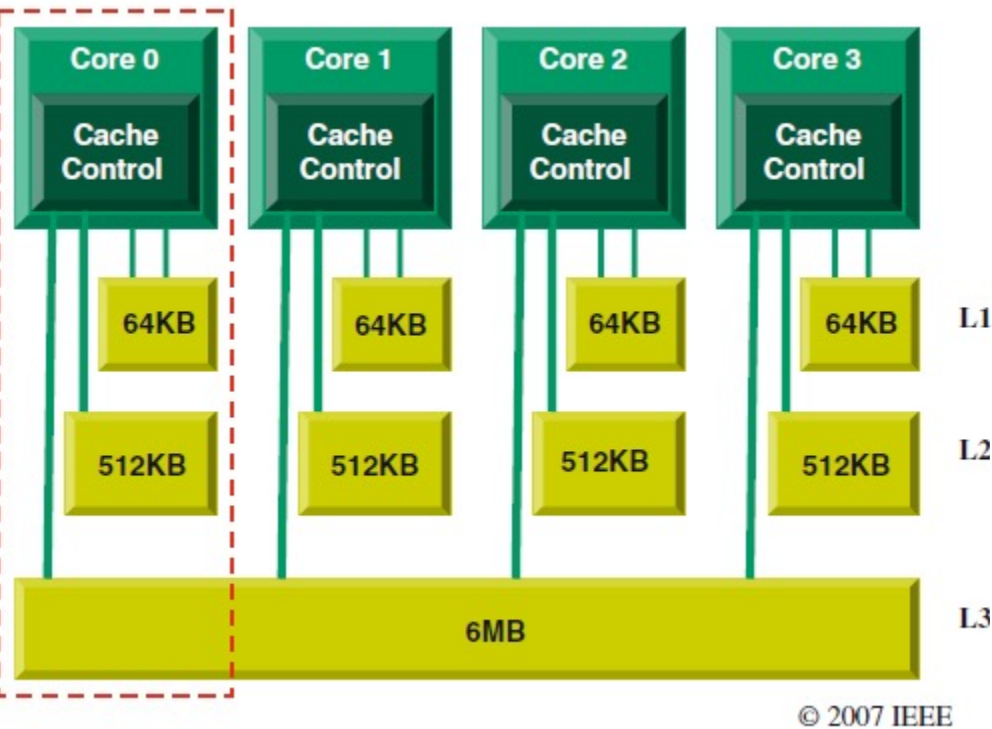 Core 0
Core 1
Core 2
Core 3
Cache
Control
Cache
Control
Cache
Control
Cache
Control
64KB
64KB
64KB
64KB
L1
512KB
512KB
512KB
512KB
L2
6MB
L3
© 2007 IEEE